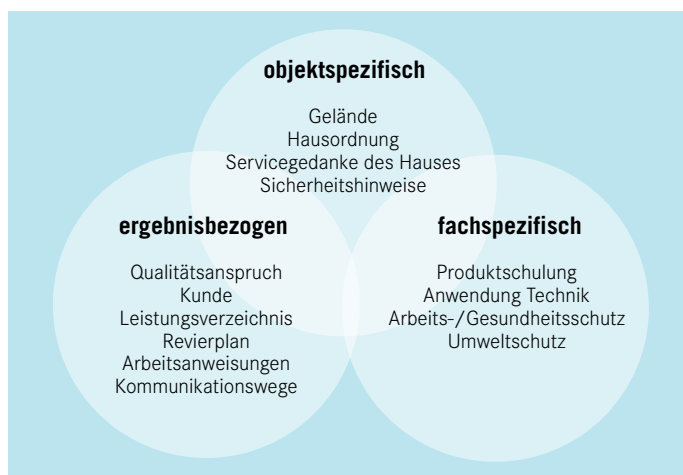 objektspezifisch
Gelände
Hausordnung
Servicegedanke des Hauses
Sicherheitshinweise
ergebnisbezogen
Qualitätsanspruch
Kunde
Leistungsverzeichnis
Revierplan
Arbeitsanweisungen
Kommunikationswege
fachspezifisch
Produktschulung
Anwendung Technik
Arbeits-/Gesundheitsschutz
Umweltschutz